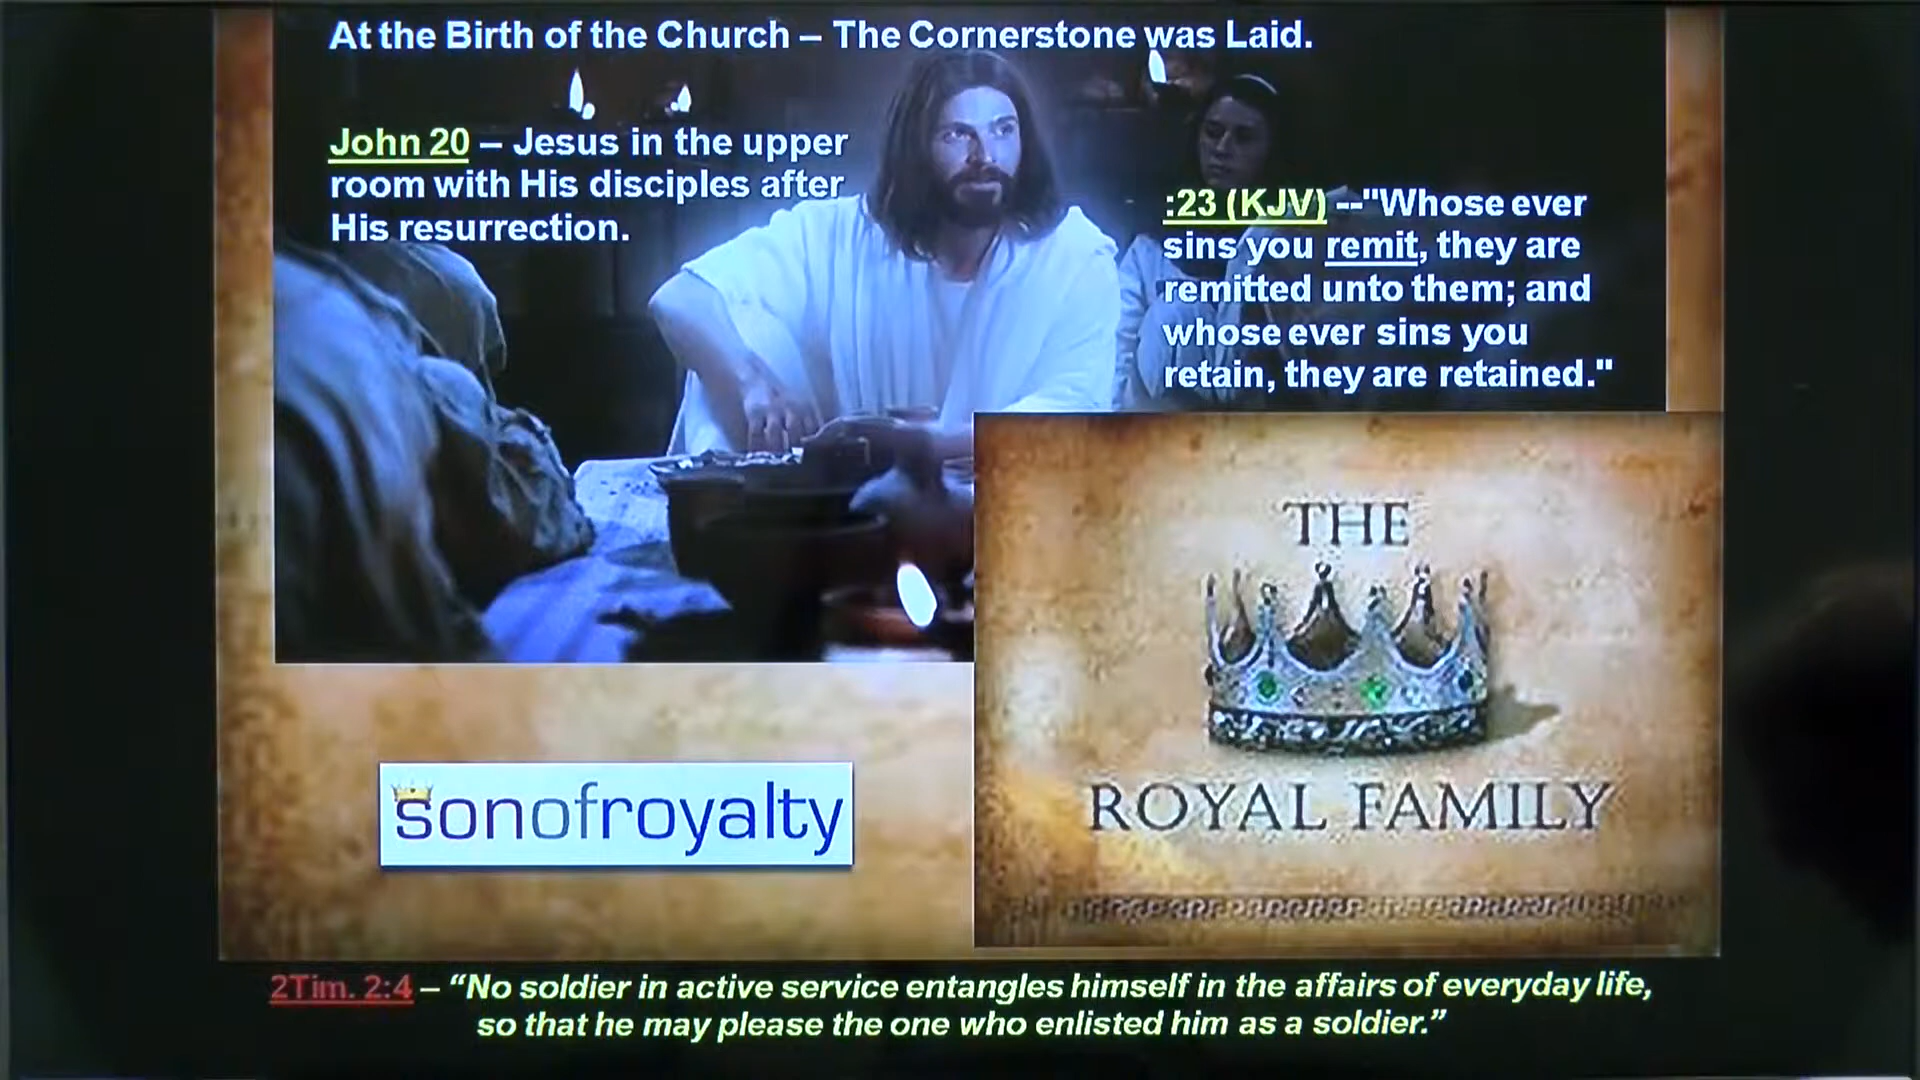 At the Birth of the Church – The Cornerstone was Laid.
John 20 – Jesus in the upper
room with His disciples after
His resurrection.
:23 (KJV) --"Whose ever
sins you remit, they are
remitted unto them; and
whose ever sins you
retain, they are retained."
THE
ROYAL FAMILY
sonofroyalty
2Tim. 2:4 – “No soldier in active service entangles himself in the affairs of everyday life,
so that he may please the one who enlisted him as a soldier.”